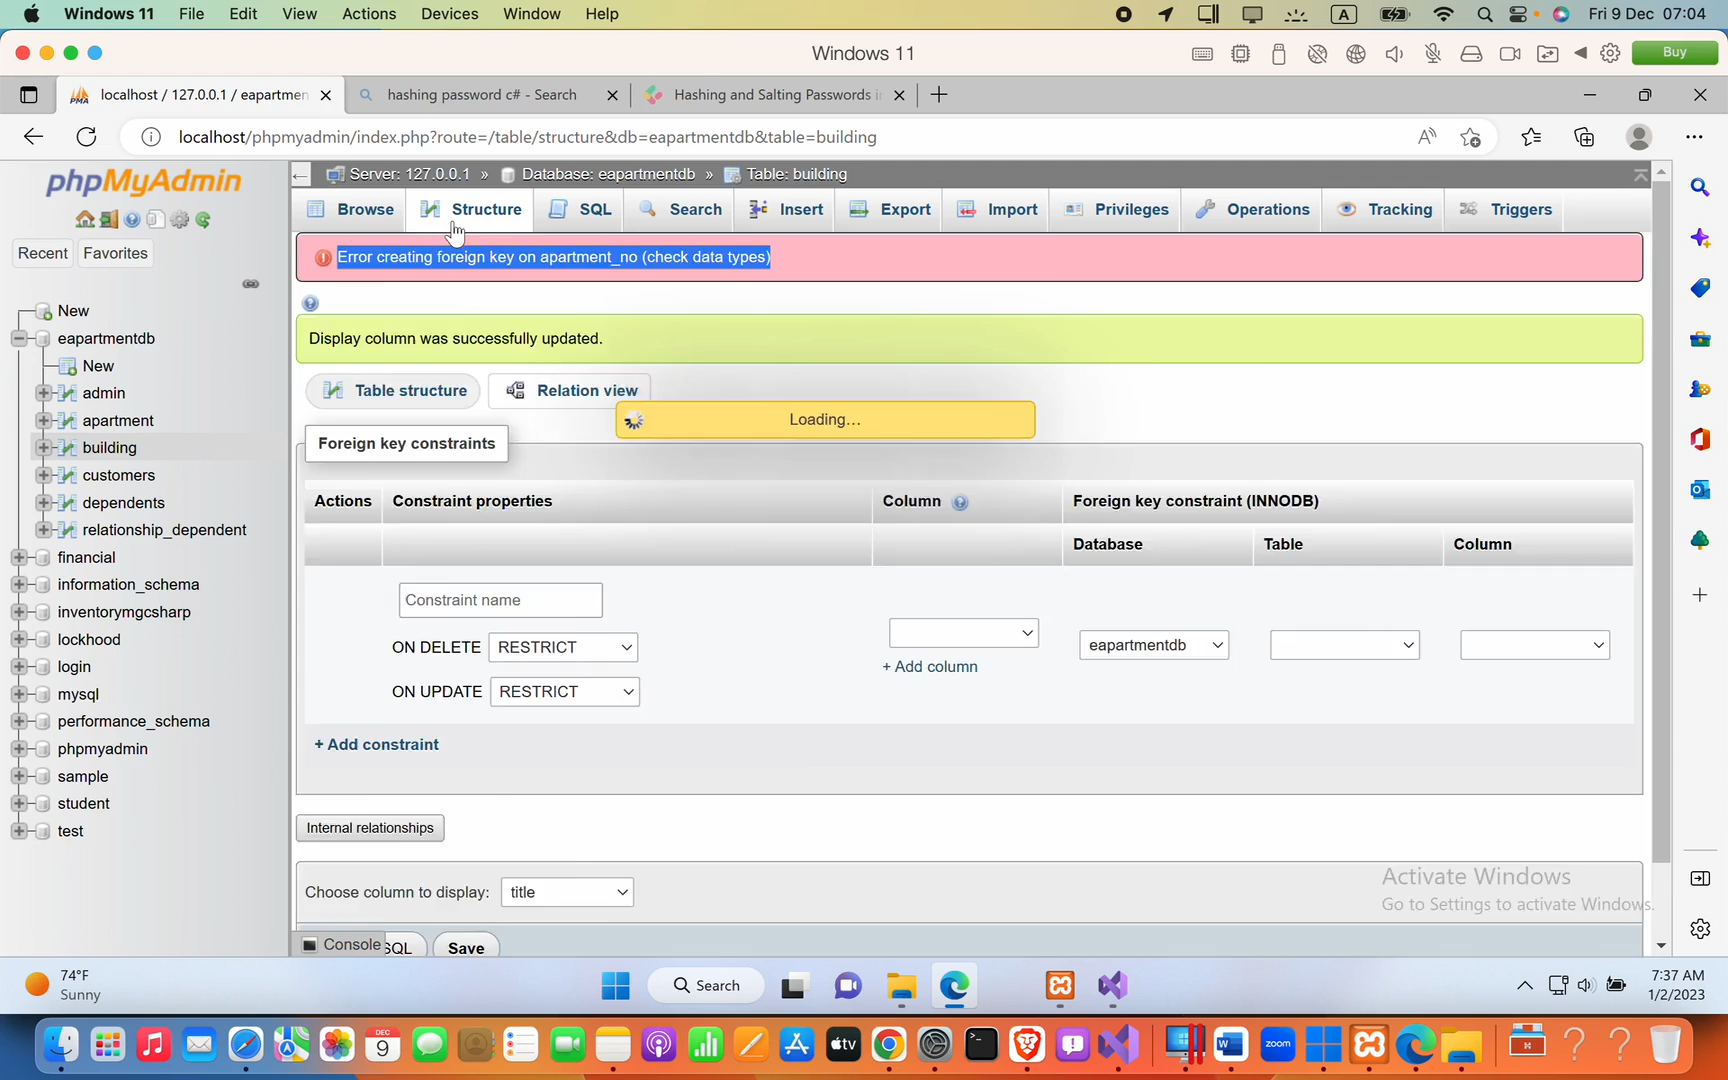 Windows 11 File Edit View Actions Devices Window Help A Fri 9 Dec 07:04
Windows 11 Buy
PMA localhost / 127.0.0.1 / eapartmen hashing password c# - Search Hashing and Salting Passwords i
localhost/phpmyadmin/index.php?route=/table/structure&db=eapartmentdb&table=building
phpMyAdmin
Recent Favorites
New
eapartmentdb
New
admin
apartment
building
customers
dependents
relationship_dependent
financial
information_schema
inventorymgcsharp
lockhood
login
mysql
performance_schema
phpmyadmin
sample
student
test
Server: 127.0.0.1 » Database: eapartmentdb » Table: building
Browse Structure SQL Search Insert Export Import Privileges Operations Tracking Triggers
Error creating foreign key on apartment_no (check data types)
Display column was successfully updated.
Table structure Relation view
Loading…
Foreign key constraints
Actions Constraint properties Column Foreign key constraint (INNODB)
Database Table Column
Constraint name
ON DELETE RESTRICT
ON UPDATE RESTRICT
+ Add column
eapartmentdb
+ Add constraint
Internal relationships
Choose column to display: title
Activate Windows
Go to Settings to activate Windows.
Console SQL Save
74°F
Sunny
Search
7:37 AM
1/2/2023
DEC
9
tv
W
zoom